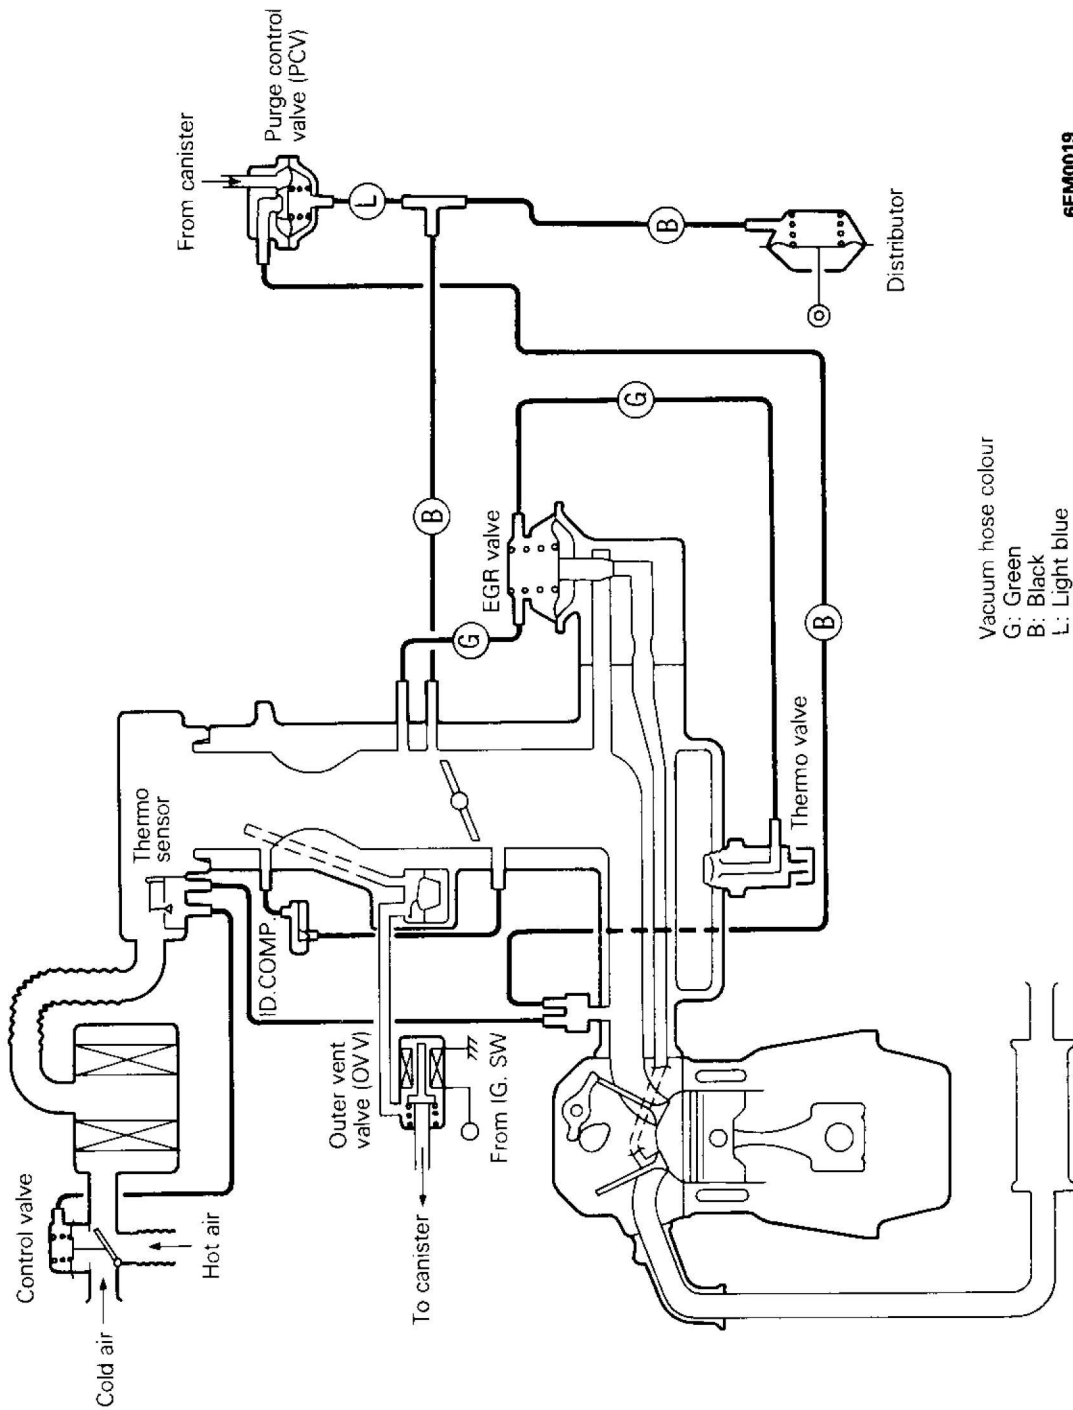 From canister
Purge control
valve (PCV)
L
B
Distributor
G
B
EGR valve
G
B
Thermo
sensor
Thermo valve
ID.COMP.
Outer vent
valve (OVV)
From IG. SW
To canister
Control valve
Cold air
Hot air
Vacuum hose colour
G: Green
B: Black
L: Light blue
6EM0019